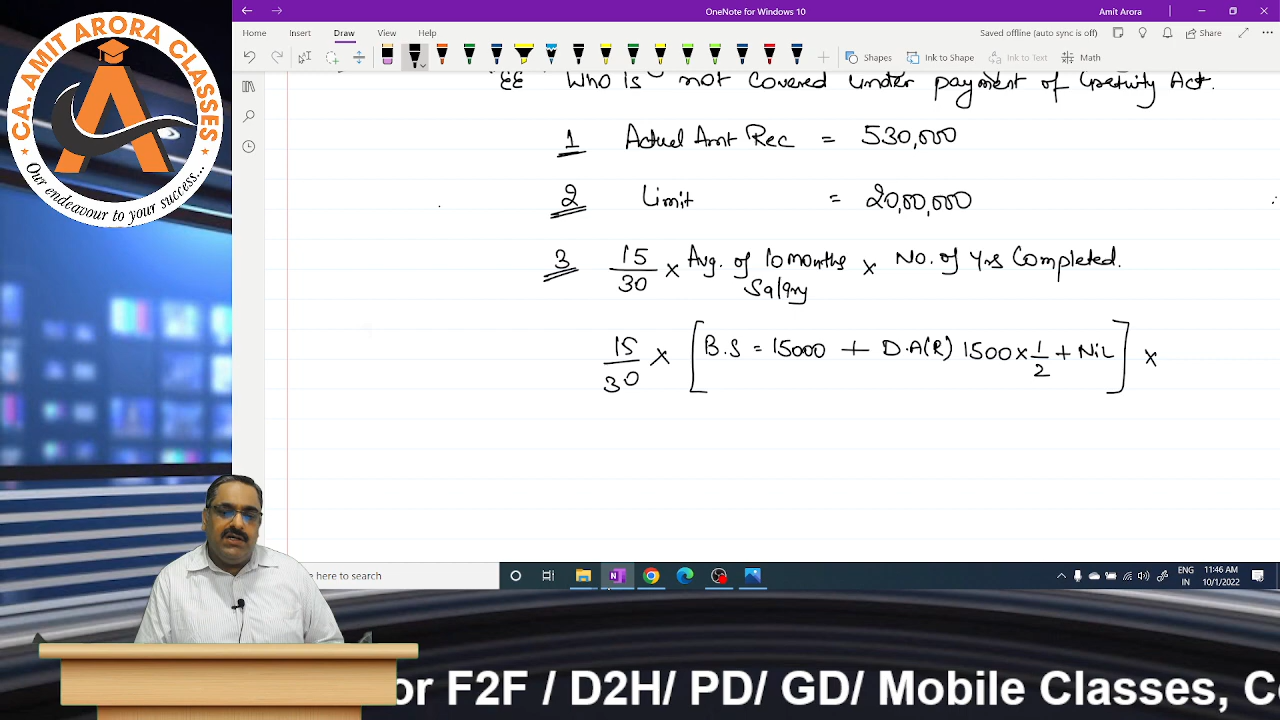 OneNote for Windows 10
Amit Arora
CA. AMIT ARORA CLASSES
Our endeavour to your success...
Home Insert Draw View Help
Saved offline (auto sync is off)
Share
Shapes
Ink to Shape
Ink to Text
Math
EE Who is not Covered under payment of Gratuity Act.
1 Actual Amt Rec = 530,000
2 Limit = 20,00,000
3 15/30 × Avg. of 10 months Salary × No. of Yrs Completed.
15/30 × [B.S = 15000 + D.A(R) 1500 × 1/2 + NiL] ×
here to search
ENG
IN
11:46 AM
10/1/2022
or F2F / D2H/ PD/ GD/ Mobile Classes, C